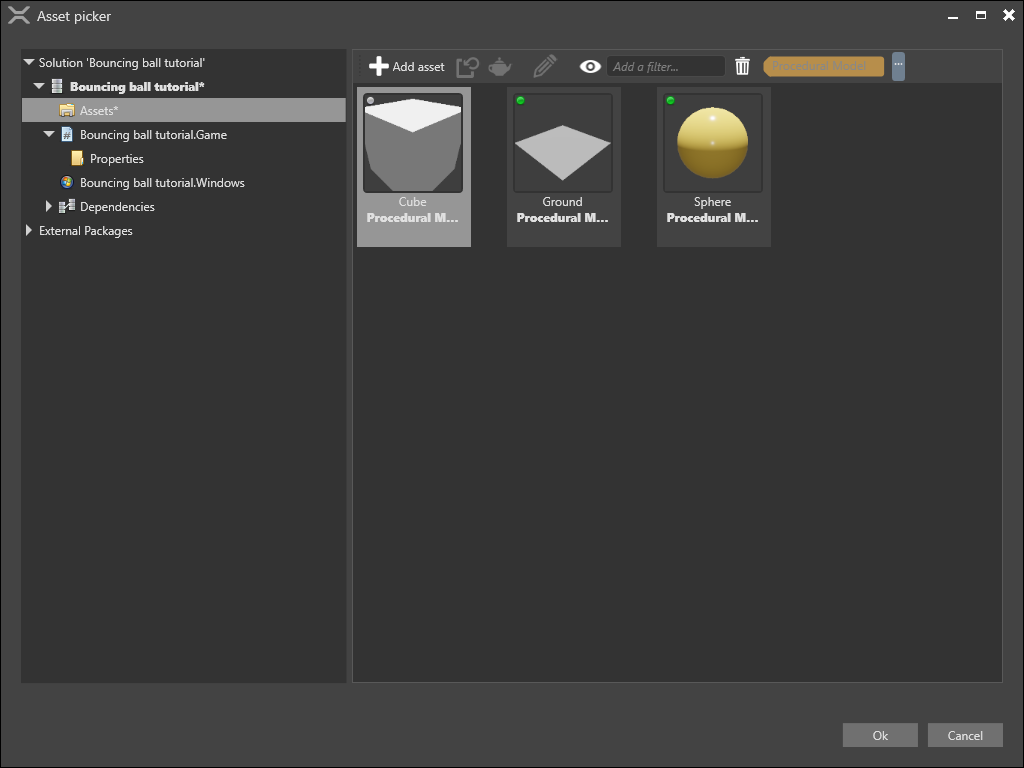 Asset picker
Solution 'Bouncing ball tutorial'
Bouncing ball tutorial*
Assets*
Bouncing ball tutorial.Game
Properties
Bouncing ball tutorial.Windows
Dependencies
External Packages
Add asset
Add a filter...
Procedural Model
...
Cube
Procedural M...
Ground
Procedural M...
Sphere
Procedural M...
Ok
Cancel